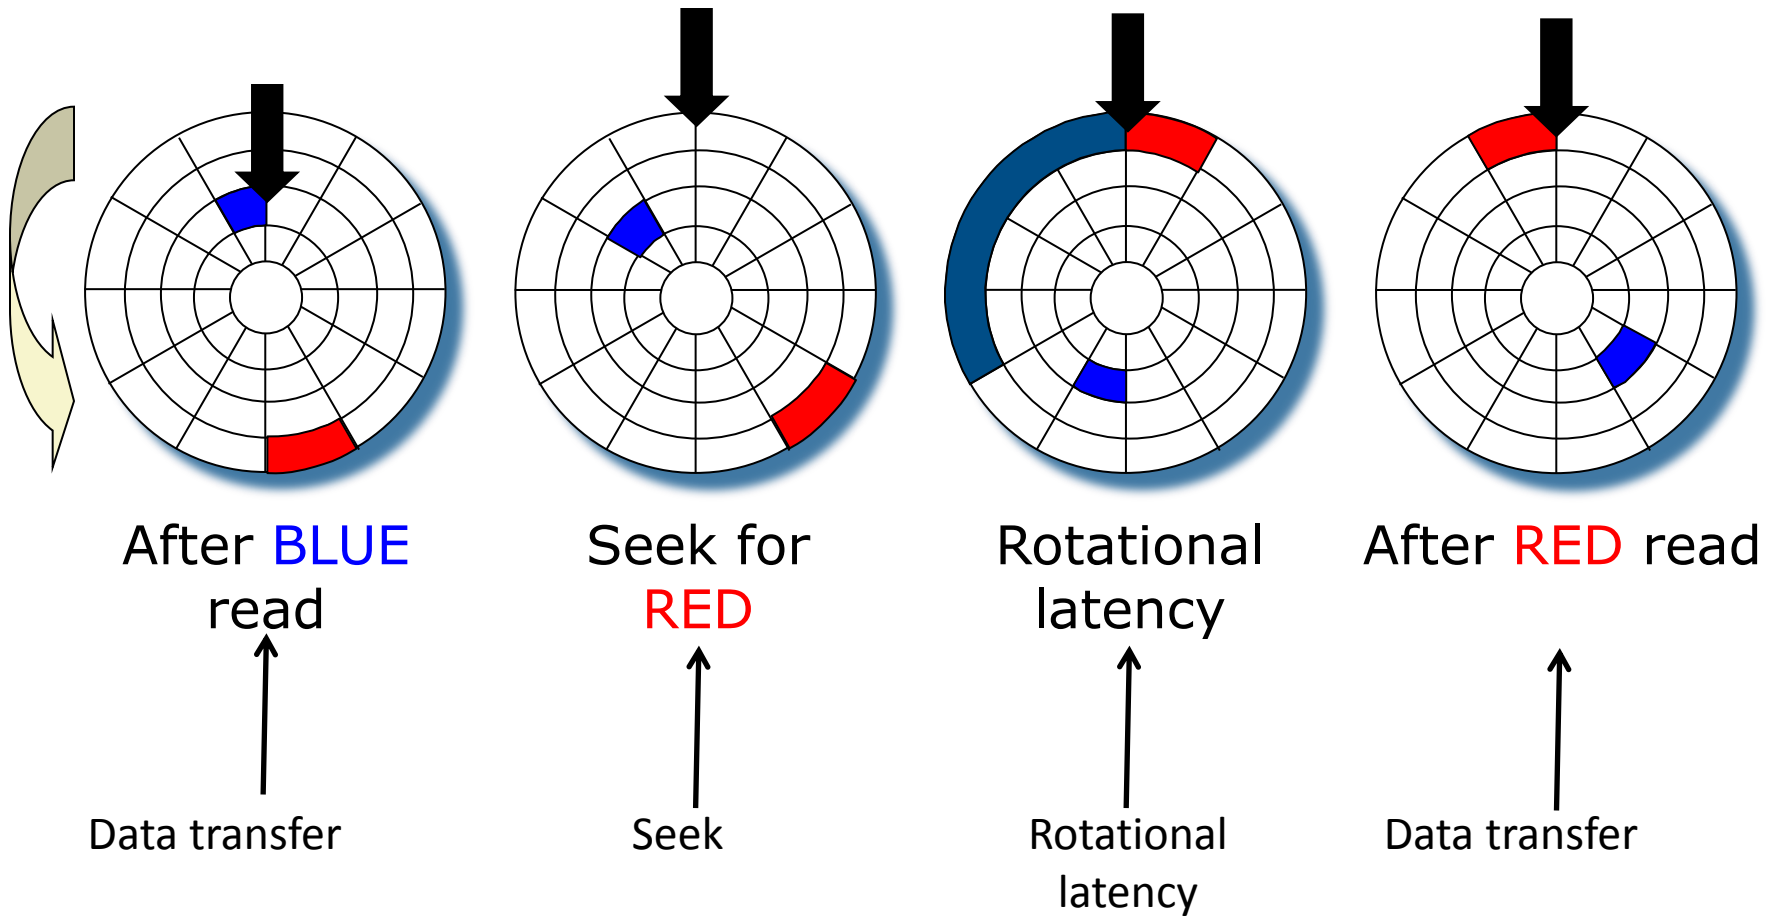 After BLUE
read
Seek for
RED
Rotational
latency
After RED read
Data transfer
Seek
Rotational
latency
Data transfer